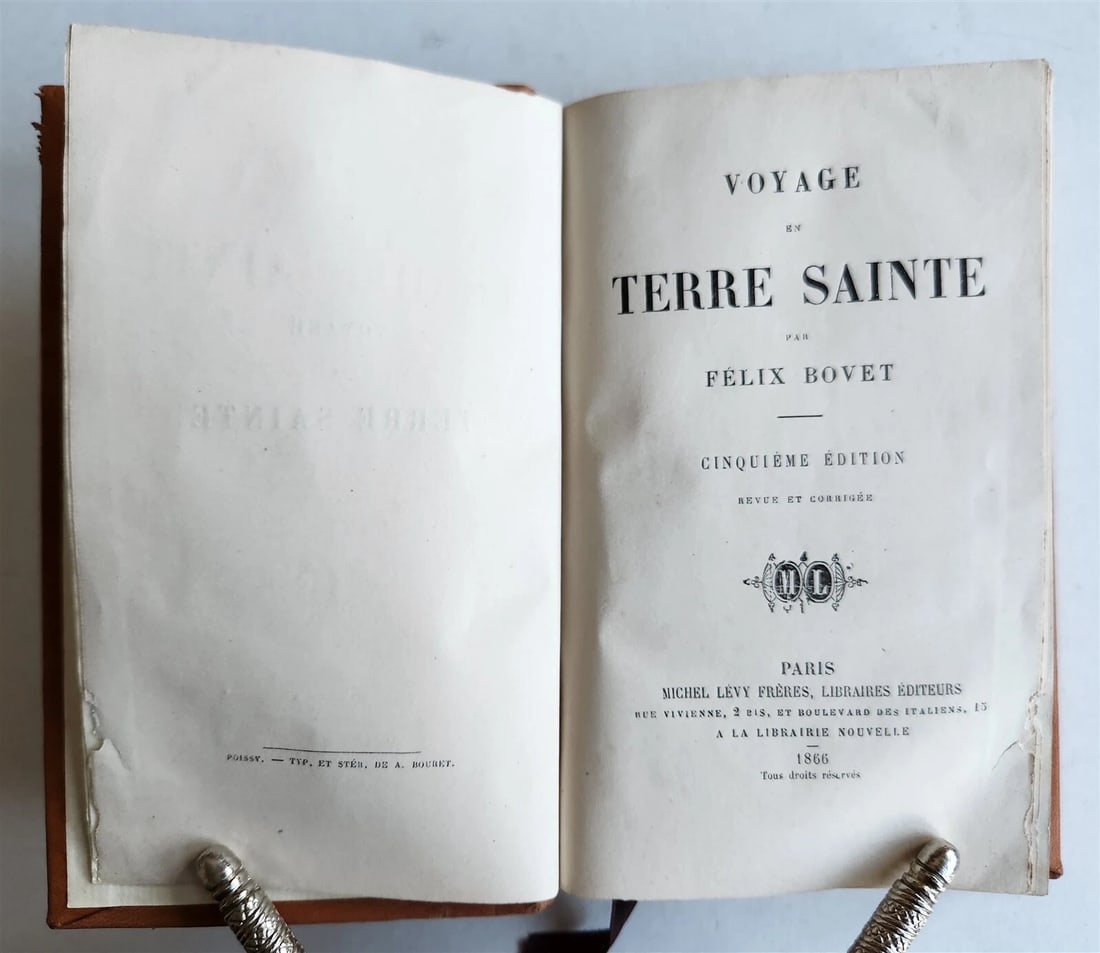 POISSY. — TYP. ET STÉR. DE A. BOURET.
VOYAGE
EN
TERRE SAINTE
PAR
FÉLIX BOVET
CINQUIÈME ÉDITION
REVUE ET CORRIGÉE
M L
PARIS
MICHEL LÉVY FRÈRES, LIBRAIRES ÉDITEURS
RUE VIVIENNE, 2 BIS, ET BOULEVARD DES ITALIENS, 15
A LA LIBRAIRIE NOUVELLE
1866
Tous droits réservés